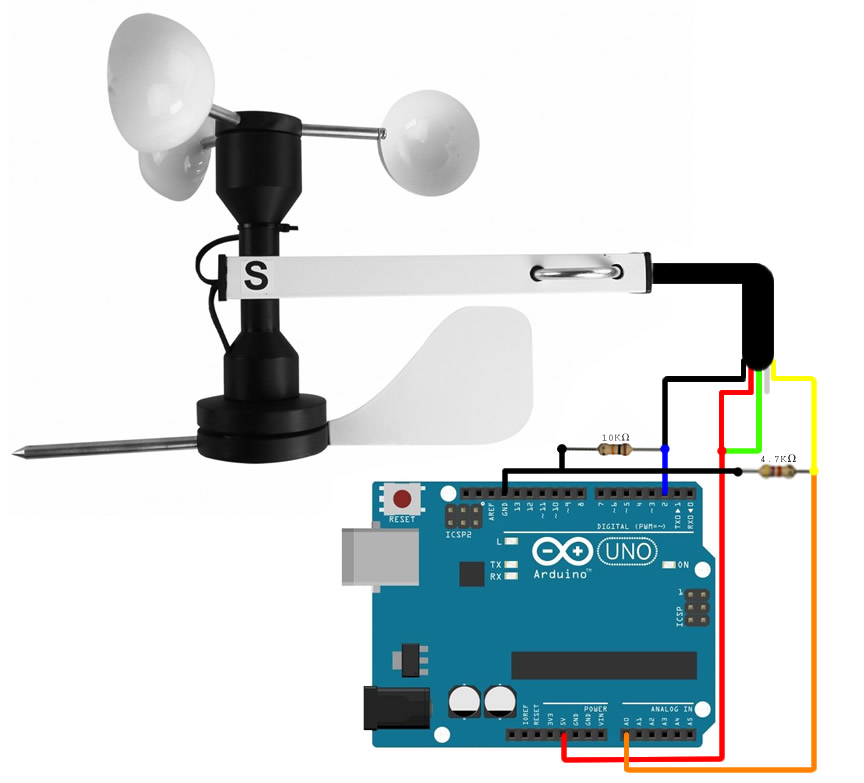 S
10KΩ
4.7KΩ
AREF
GND
13
12
~11
~10
~9
8
7
~6
~5
4
~3
2
TX▶1
RX◀0
RESET
ICSP2
DIGITAL (PWM=~)
L
TX
RX
UNO
Arduino™
ON
1
ICSP
POWER
ANALOG IN
IOREF
RESET
3V3
5V
GND
GND
VIN
A0
A1
A2
A3
A4
A5